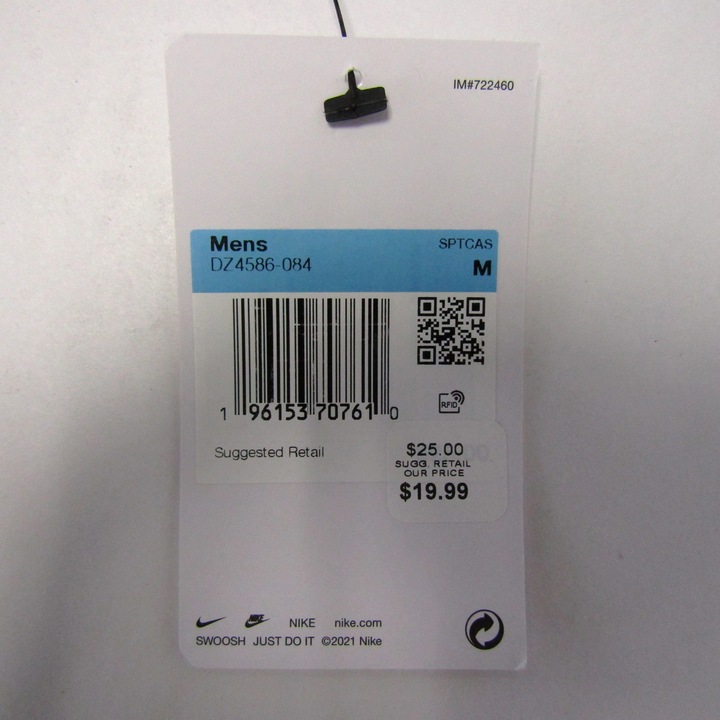 IM#722460
Mens
SPTCAS
DZ4586-084
M
1 96153 70761 0
RFID
Suggested Retail
$25.00
SUGG. RETAIL
OUR PRICE
$19.99
NIKE nike.com
SWOOSH JUST DO IT ©2021 Nike